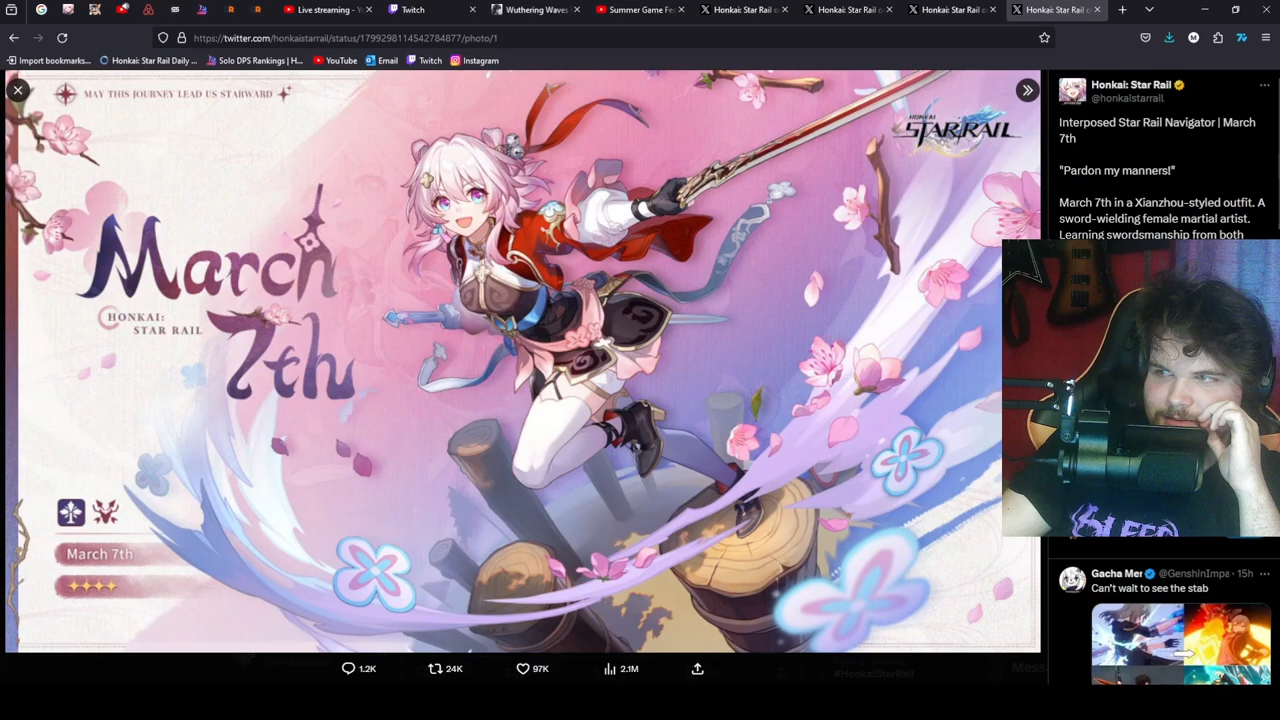 Live streaming - Y
Twitch
Wuthering Waves
Summer Game Fe
Honkai: Star Rail o
Honkai: Star Rail o
Honkai: Star Rail o
Honkai: Star Rail o
https://twitter.com/honkaistarrail/status/1799298114542784877/photo/1
Import bookmarks...
Honkai: Star Rail Daily ...
Solo DPS Rankings | H...
YouTube
Email
Twitch
Instagram
MAY THIS JOURNEY LEAD US STARWARD
HONKAI
STAR RAIL
March
HONKAI:
STAR RAIL
7th
March 7th
1.2K
24K
97K
2.1M
#HonkaiStarRail
Mess
Honkai: Star Rail
@honkaistarrail
Interposed Star Rail Navigator | March
7th
"Pardon my manners!"
March 7th in a Xianzhou-styled outfit. A
sword-wielding female martial artist.
Learning swordsmanship from both
Gacha Mer @GenshinImpa · 15h
Can't wait to see the stab